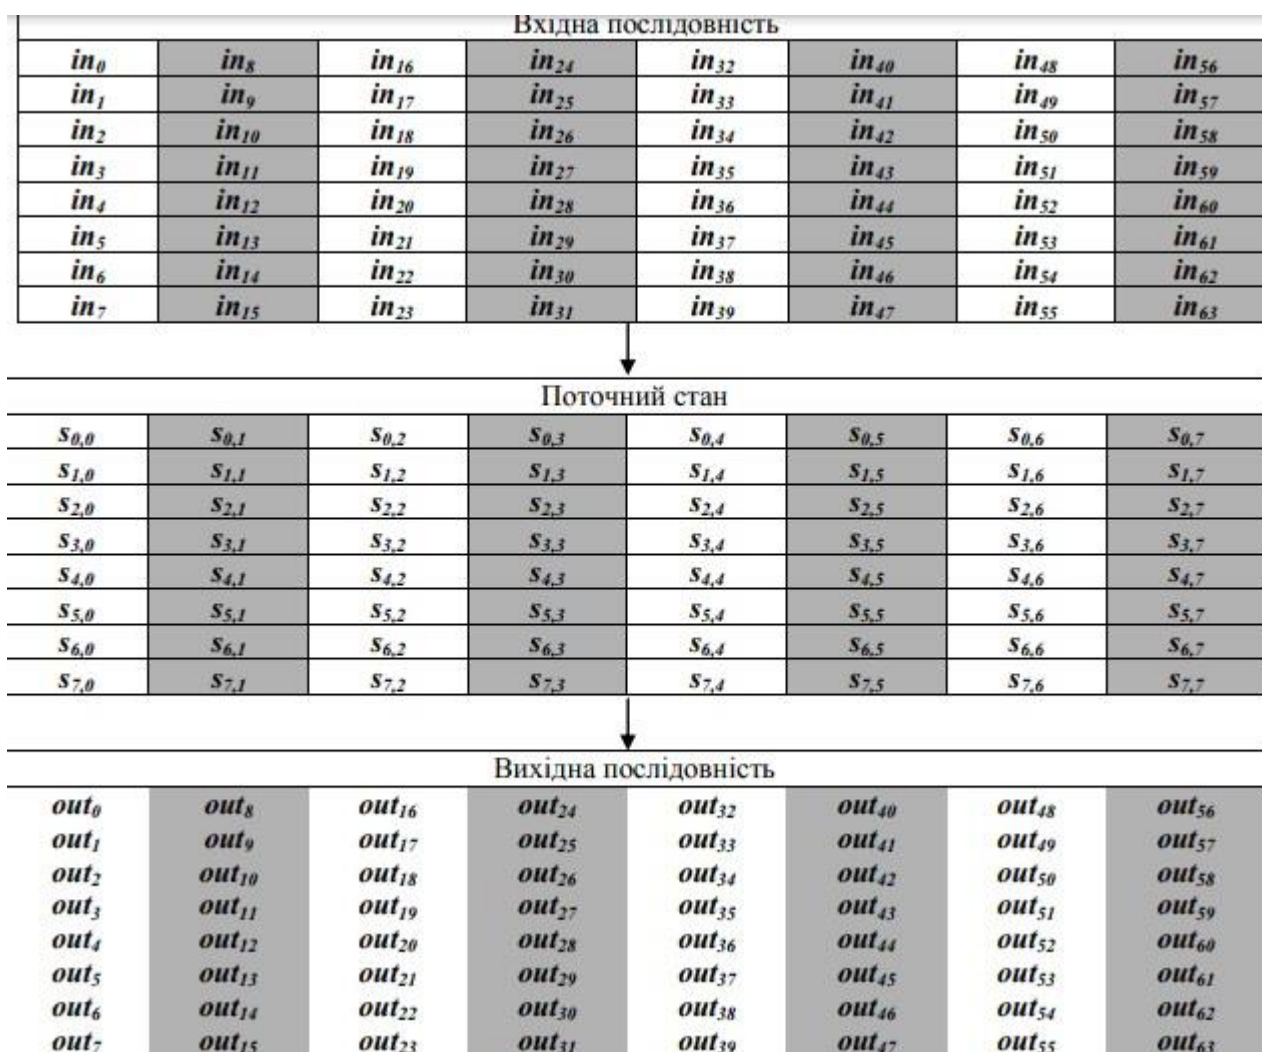 Вхідна послідовність
in₀ in₈ in₁₆ in₂₄ in₃₂ in₄₀ in₄₈ in₅₆
in₁ in₉ in₁₇ in₂₅ in₃₃ in₄₁ in₄₉ in₅₇
in₂ in₁₀ in₁₈ in₂₆ in₃₄ in₄₂ in₅₀ in₅₈
in₃ in₁₁ in₁₉ in₂₇ in₃₅ in₄₃ in₅₁ in₅₉
in₄ in₁₂ in₂₀ in₂₈ in₃₆ in₄₄ in₅₂ in₆₀
in₅ in₁₃ in₂₁ in₂₉ in₃₇ in₄₅ in₅₃ in₆₁
in₆ in₁₄ in₂₂ in₃₀ in₃₈ in₄₆ in₅₄ in₆₂
in₇ in₁₅ in₂₃ in₃₁ in₃₉ in₄₇ in₅₅ in₆₃
Поточний стан
s₀,₀ s₀,₁ s₀,₂ s₀,₃ s₀,₄ s₀,₅ s₀,₆ s₀,₇
s₁,₀ s₁,₁ s₁,₂ s₁,₃ s₁,₄ s₁,₅ s₁,₆ s₁,₇
s₂,₀ s₂,₁ s₂,₂ s₂,₃ s₂,₄ s₂,₅ s₂,₆ s₂,₇
s₃,₀ s₃,₁ s₃,₂ s₃,₃ s₃,₄ s₃,₅ s₃,₆ s₃,₇
s₄,₀ s₄,₁ s₄,₂ s₄,₃ s₄,₄ s₄,₅ s₄,₆ s₄,₇
s₅,₀ s₅,₁ s₅,₂ s₅,₃ s₅,₄ s₅,₅ s₅,₆ s₅,₇
s₆,₀ s₆,₁ s₆,₂ s₆,₃ s₆,₄ s₆,₅ s₆,₆ s₆,₇
s₇,₀ s₇,₁ s₇,₂ s₇,₃ s₇,₄ s₇,₅ s₇,₆ s₇,₇
Вихідна послідовність
out₀ out₈ out₁₆ out₂₄ out₃₂ out₄₀ out₄₈ out₅₆
out₁ out₉ out₁₇ out₂₅ out₃₃ out₄₁ out₄₉ out₅₇
out₂ out₁₀ out₁₈ out₂₆ out₃₄ out₄₂ out₅₀ out₅₈
out₃ out₁₁ out₁₉ out₂₇ out₃₅ out₄₃ out₅₁ out₅₉
out₄ out₁₂ out₂₀ out₂₈ out₃₆ out₄₄ out₅₂ out₆₀
out₅ out₁₃ out₂₁ out₂₉ out₃₇ out₄₅ out₅₃ out₆₁
out₆ out₁₄ out₂₂ out₃₀ out₃₈ out₄₆ out₅₄ out₆₂
out₇ out₁₅ out₂₃ out₃₁ out₃₉ out₄₇ out₅₅ out₆₃